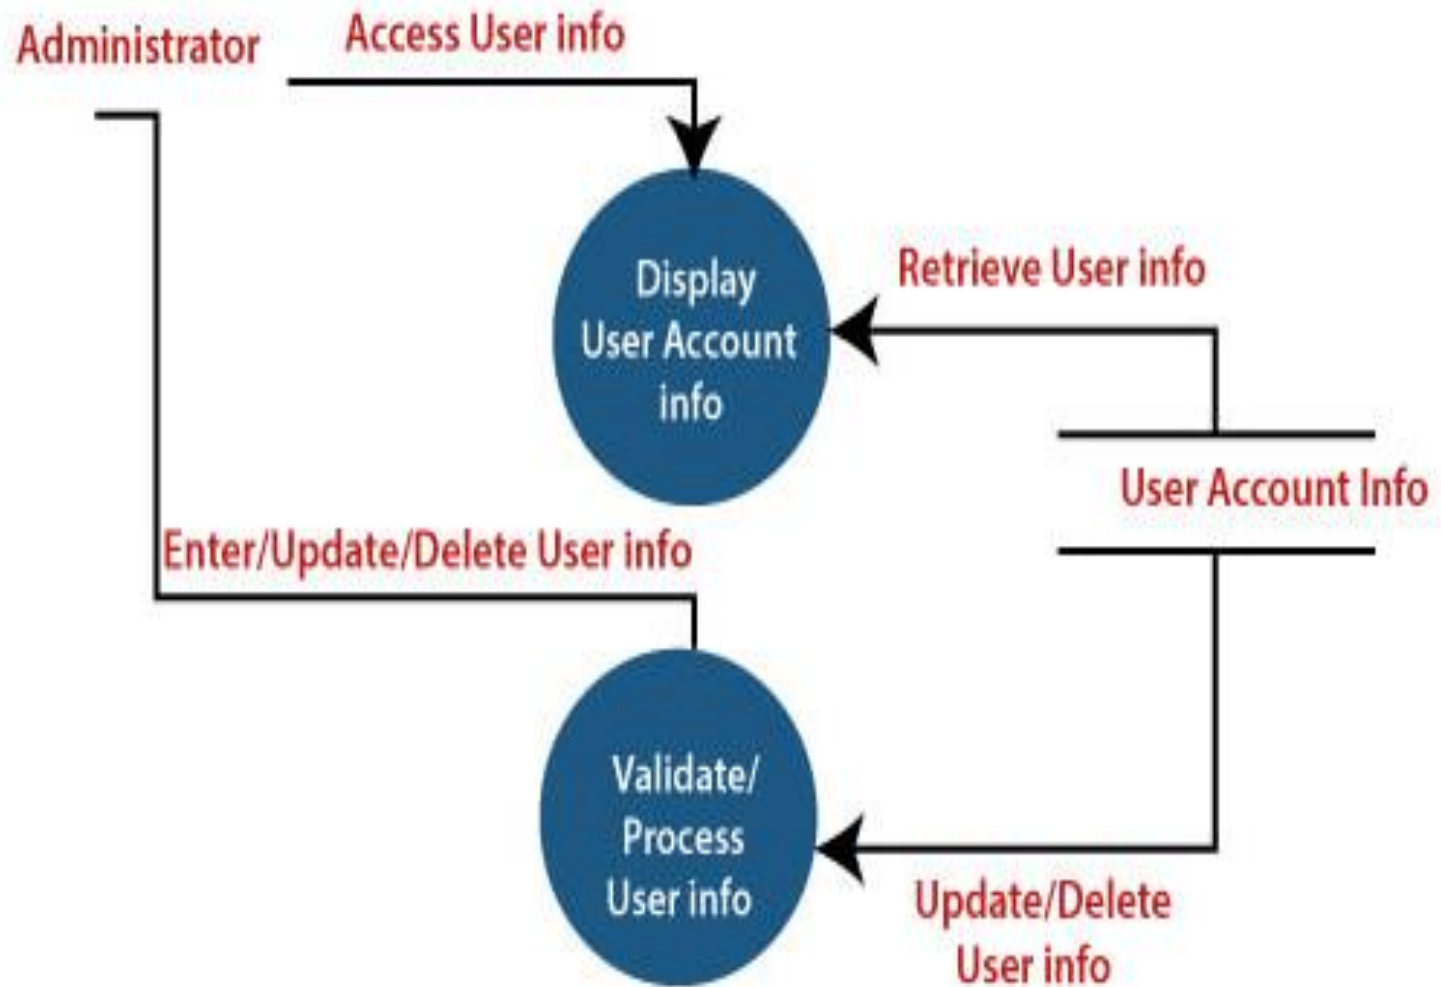 Administrator
Access User info
Display
User Account
info
Retrieve User info
User Account Info
Enter/Update/Delete User info
Validate/
Process
User info
Update/Delete
User info